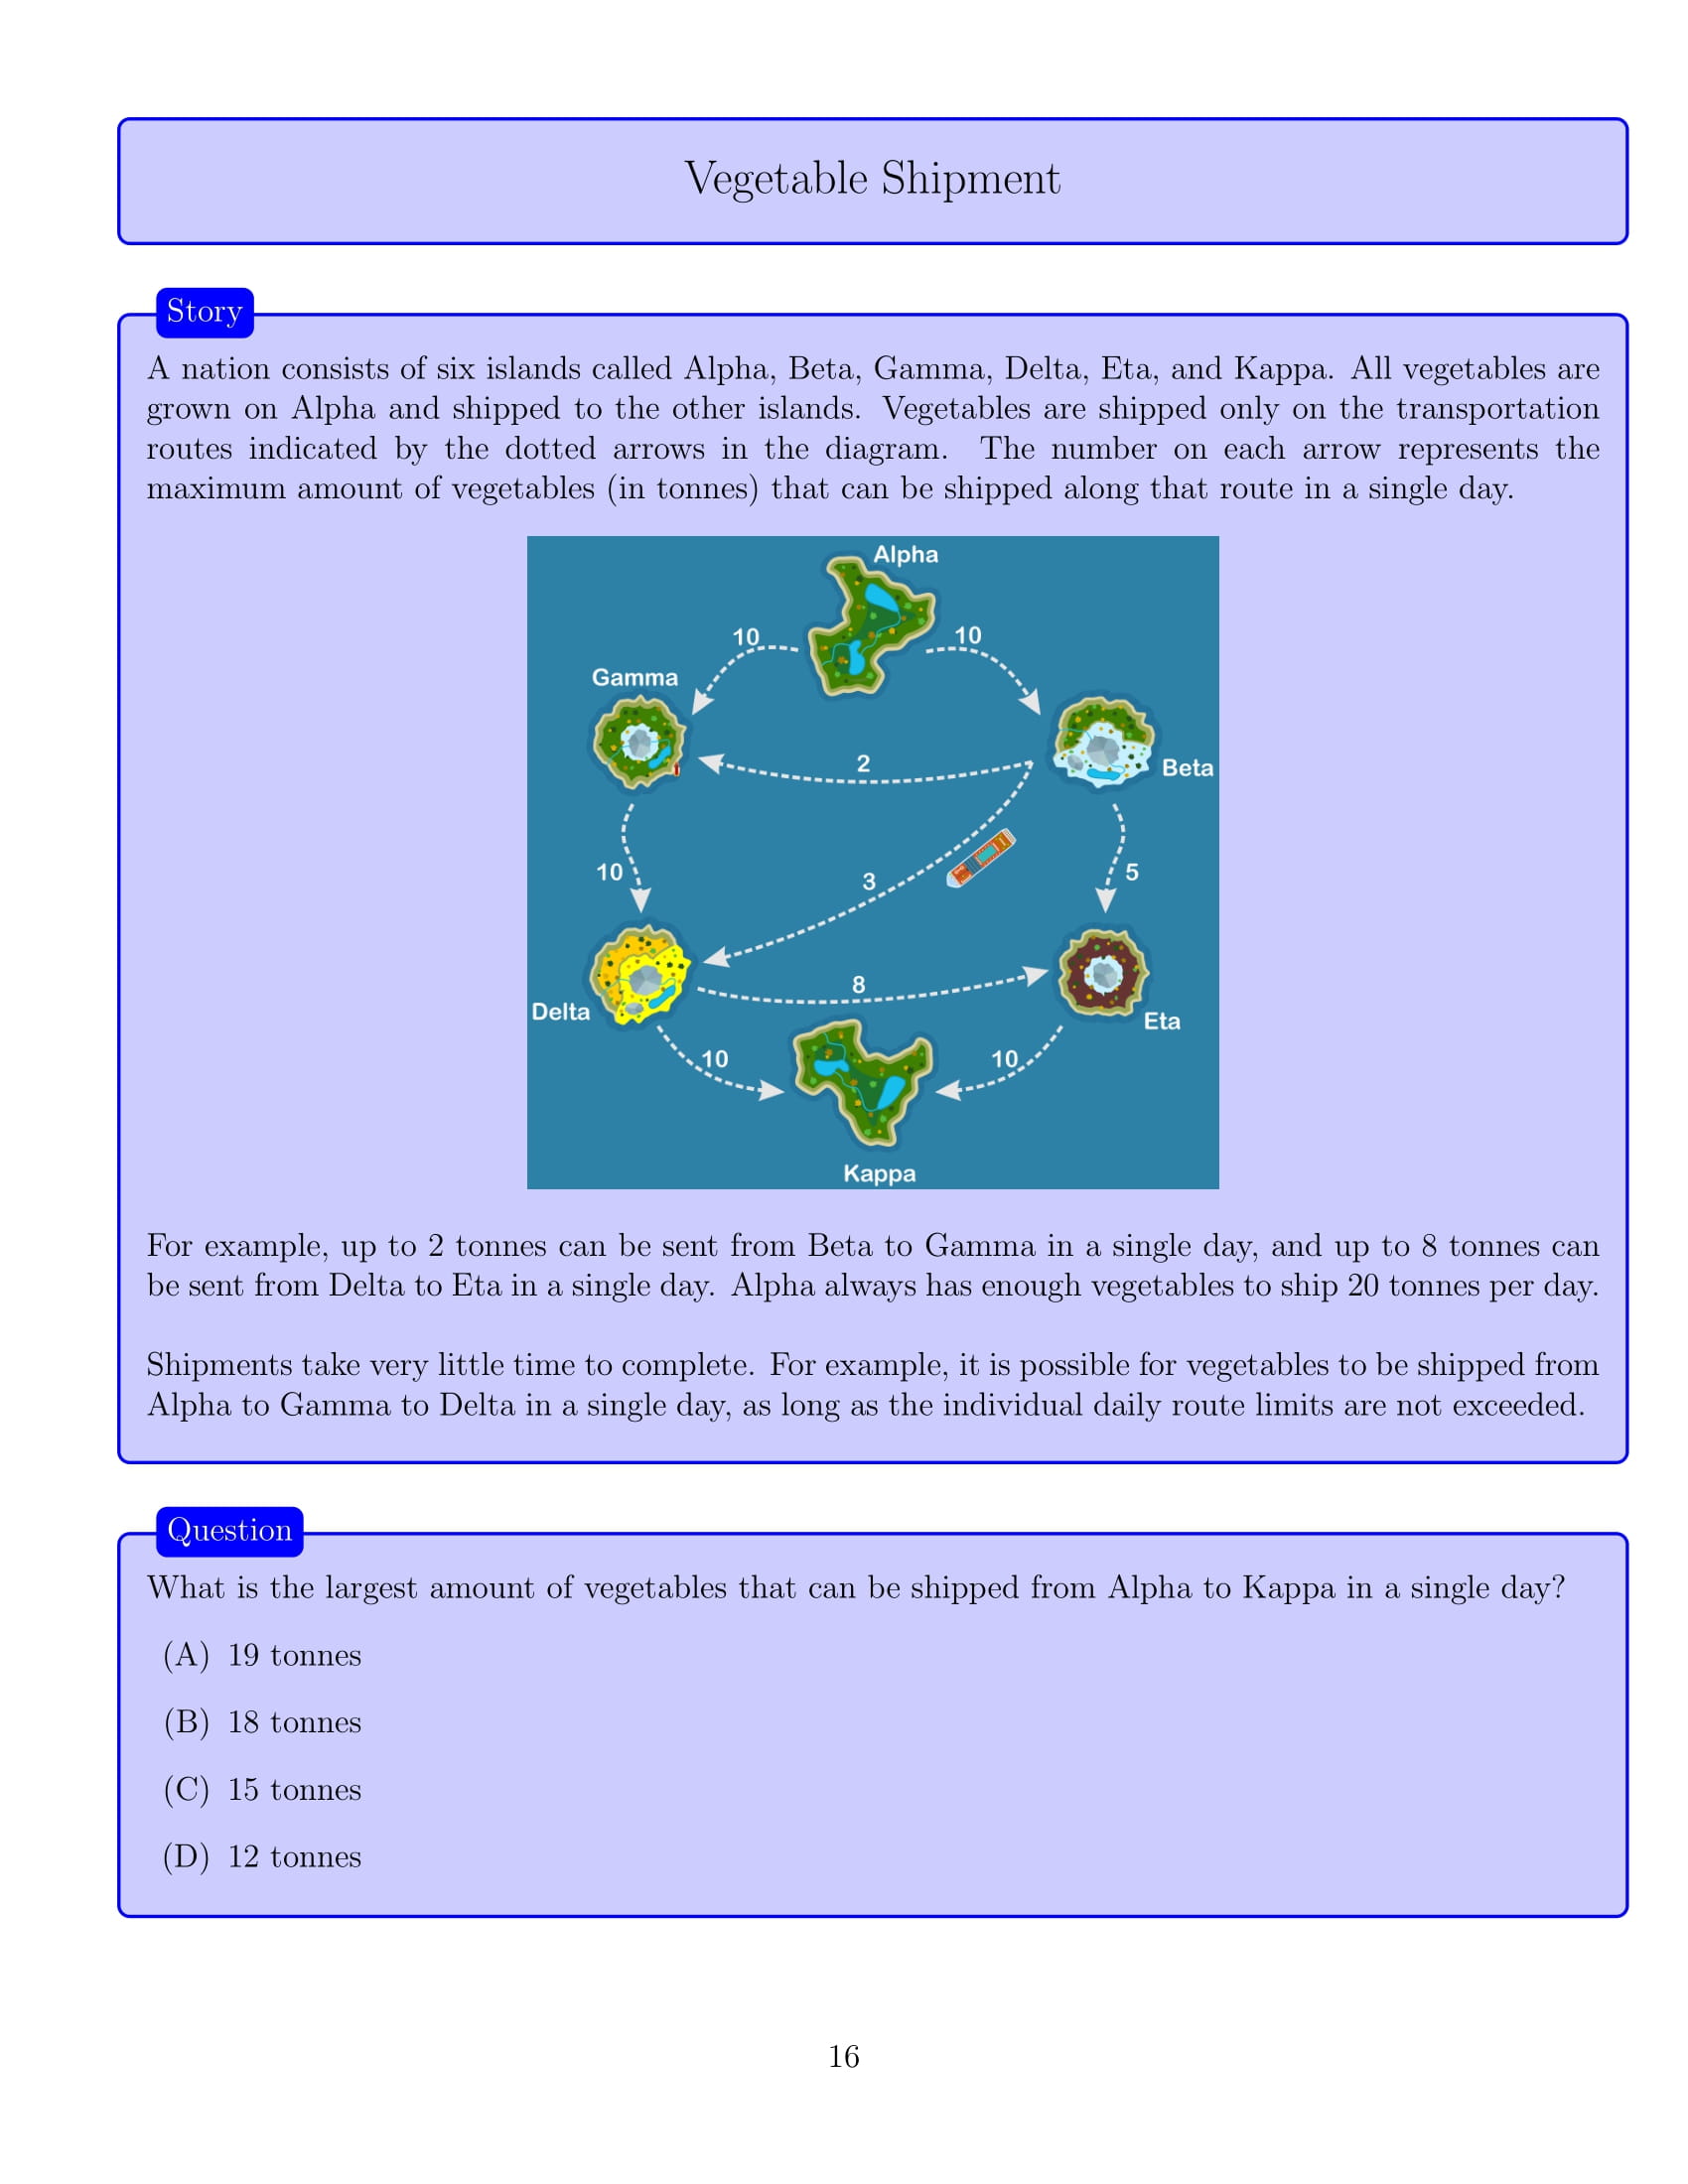 Vegetable Shipment
Story
A nation consists of six islands called Alpha, Beta, Gamma, Delta, Eta, and Kappa. All vegetables are
grown on Alpha and shipped to the other islands. Vegetables are shipped only on the transportation
routes indicated by the dotted arrows in the diagram. The number on each arrow represents the
maximum amount of vegetables (in tonnes) that can be shipped along that route in a single day.
Alpha
10
10
Gamma
2
Beta
10
3
5
8
Delta
Eta
10
10
Kappa
For example, up to 2 tonnes can be sent from Beta to Gamma in a single day, and up to 8 tonnes can
be sent from Delta to Eta in a single day. Alpha always has enough vegetables to ship 20 tonnes per day.
Shipments take very little time to complete. For example, it is possible for vegetables to be shipped from
Alpha to Gamma to Delta in a single day, as long as the individual daily route limits are not exceeded.
Question
What is the largest amount of vegetables that can be shipped from Alpha to Kappa in a single day?
(A) 19 tonnes
(B) 18 tonnes
(C) 15 tonnes
(D) 12 tonnes
16